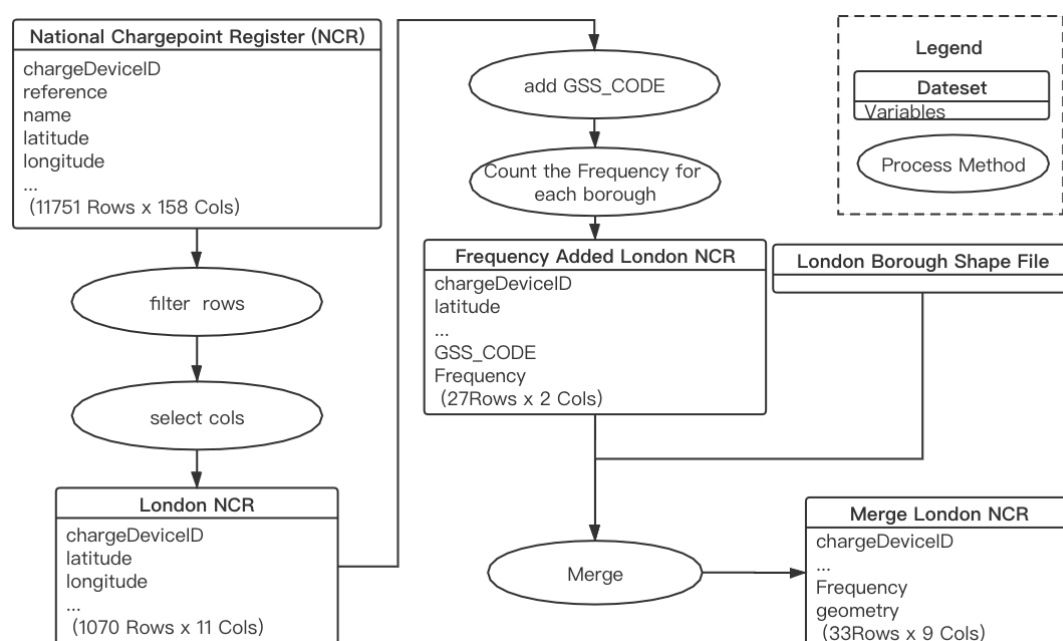 National Chargepoint Register (NCR)
chargeDeviceID
reference
name
latitude
longitude
...
(11751 Rows x 158 Cols)
filter rows
select cols
London NCR
chargeDeviceID
latitude
longitude
...
(1070 Rows x 11 Cols)
add GSS_CODE
Count the Frequency for
each borough
Frequency Added London NCR
chargeDeviceID
latitude
...
GSS_CODE
Frequency
(27Rows x 2 Cols)
London Borough Shape File
Merge
Merge London NCR
chargeDeviceID
...
Frequency
geometry
(33Rows x 9 Cols)
Legend
Dateset
Variables
Process Method